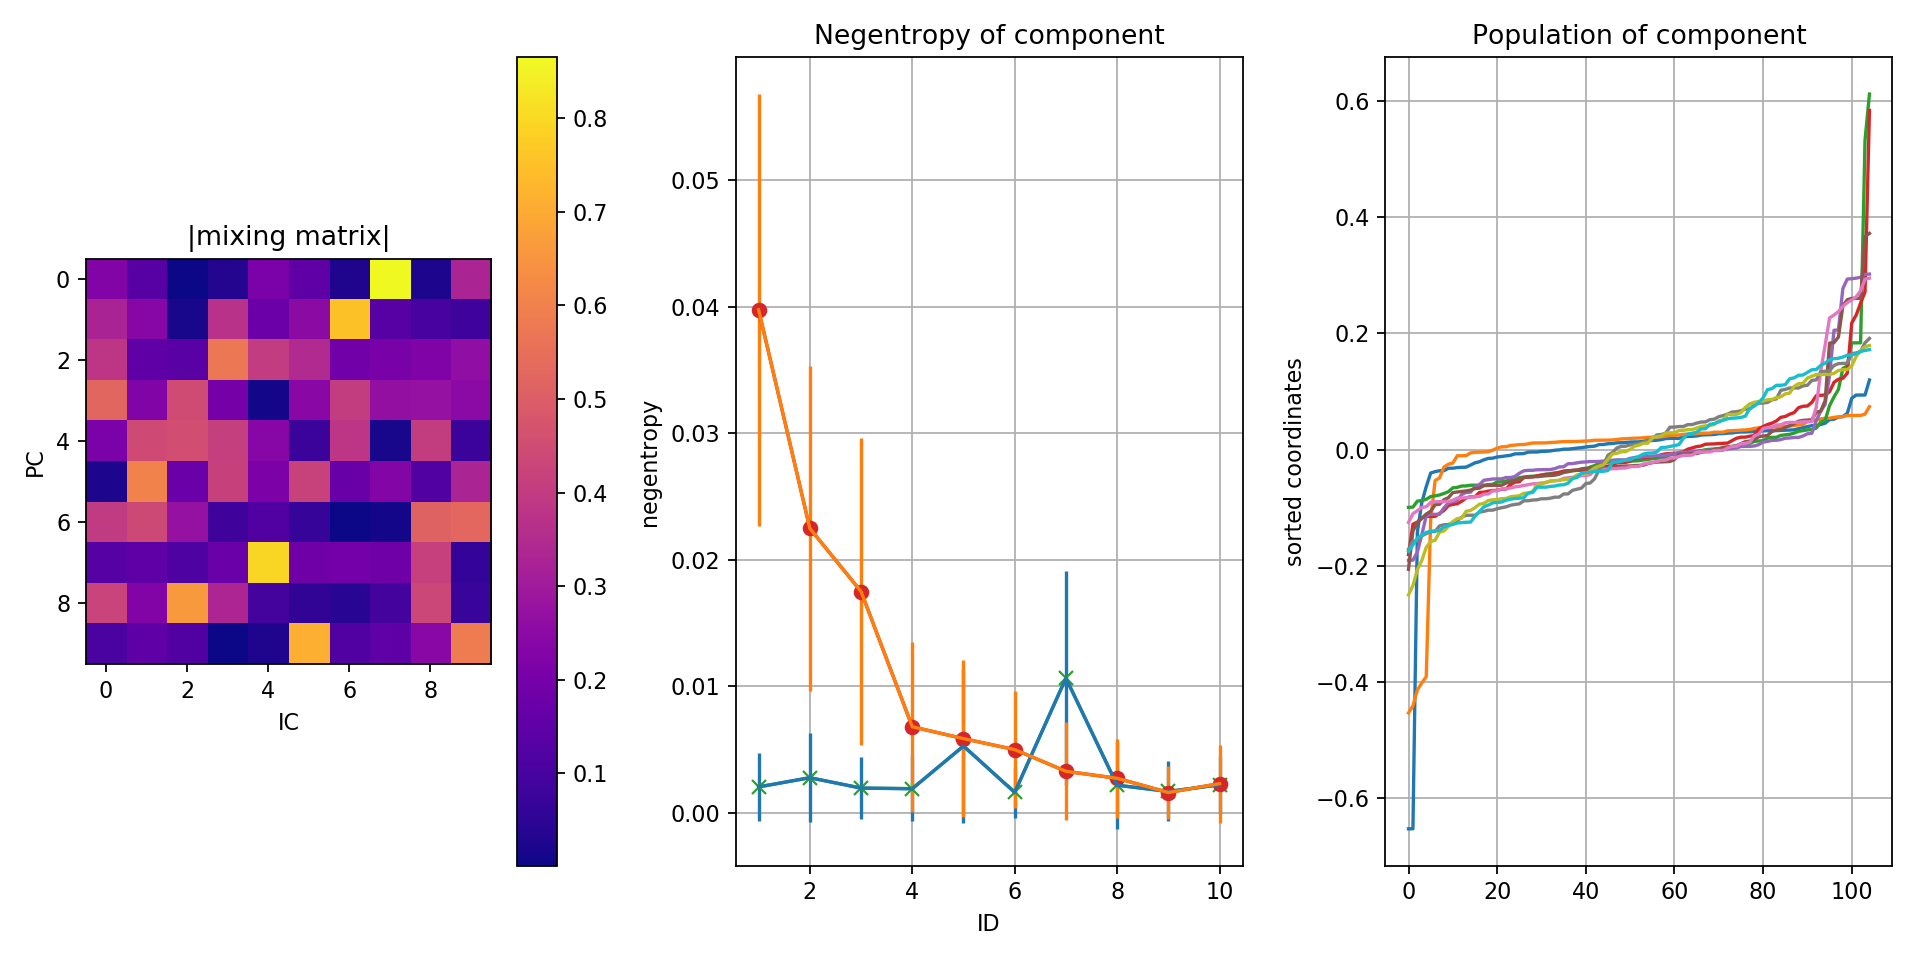 |mixing matrix|
0
2
4
6
8
PC
0 2 4 6 8
IC
0.8
0.7
0.6
0.5
0.4
0.3
0.2
0.1
Negentropy of component
0.05
0.04
0.03
0.02
0.01
0.00
negentropy
2 4 6 8 10
ID
Population of component
0.6
0.4
0.2
0.0
−0.2
−0.4
−0.6
sorted coordinates
0 20 40 60 80 100